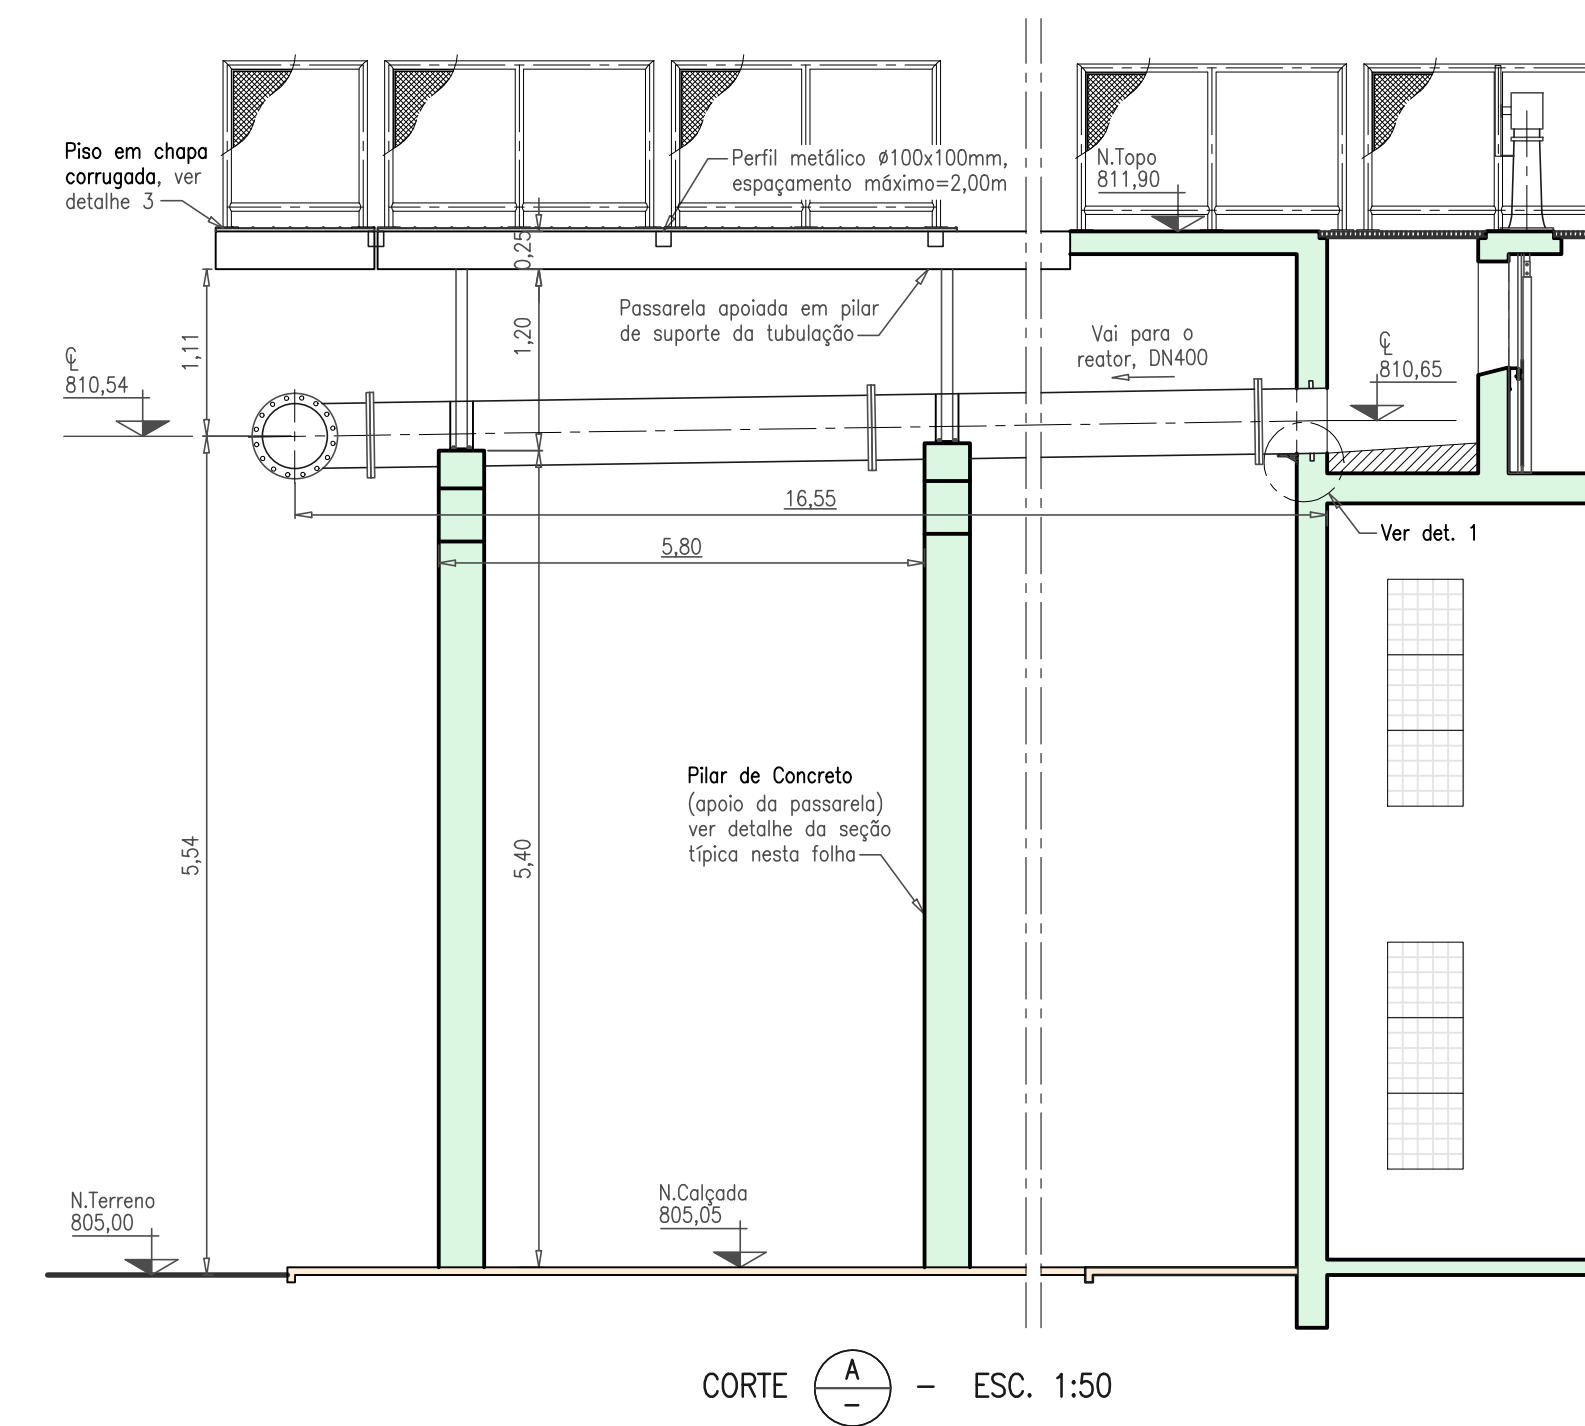 Piso em chapa
corrugada, ver
detalhe 3
Perfil metálico ø100x100mm,
espaçamento máximo=2,00m
N.Topo
811,90
0,25
1,11
1,20
Passarela apoiada em pilar
de suporte da tubulação
Vai para o
reator, DN400
℄
810,54
℄
810,65
16,55
5,80
Ver det. 1
Pilar de Concreto
(apoio da passarela)
ver detalhe da seção
típica nesta folha
5,54
5,40
N.Terreno
805,00
N.Calçada
805,05
CORTE A - ESC. 1:50
-